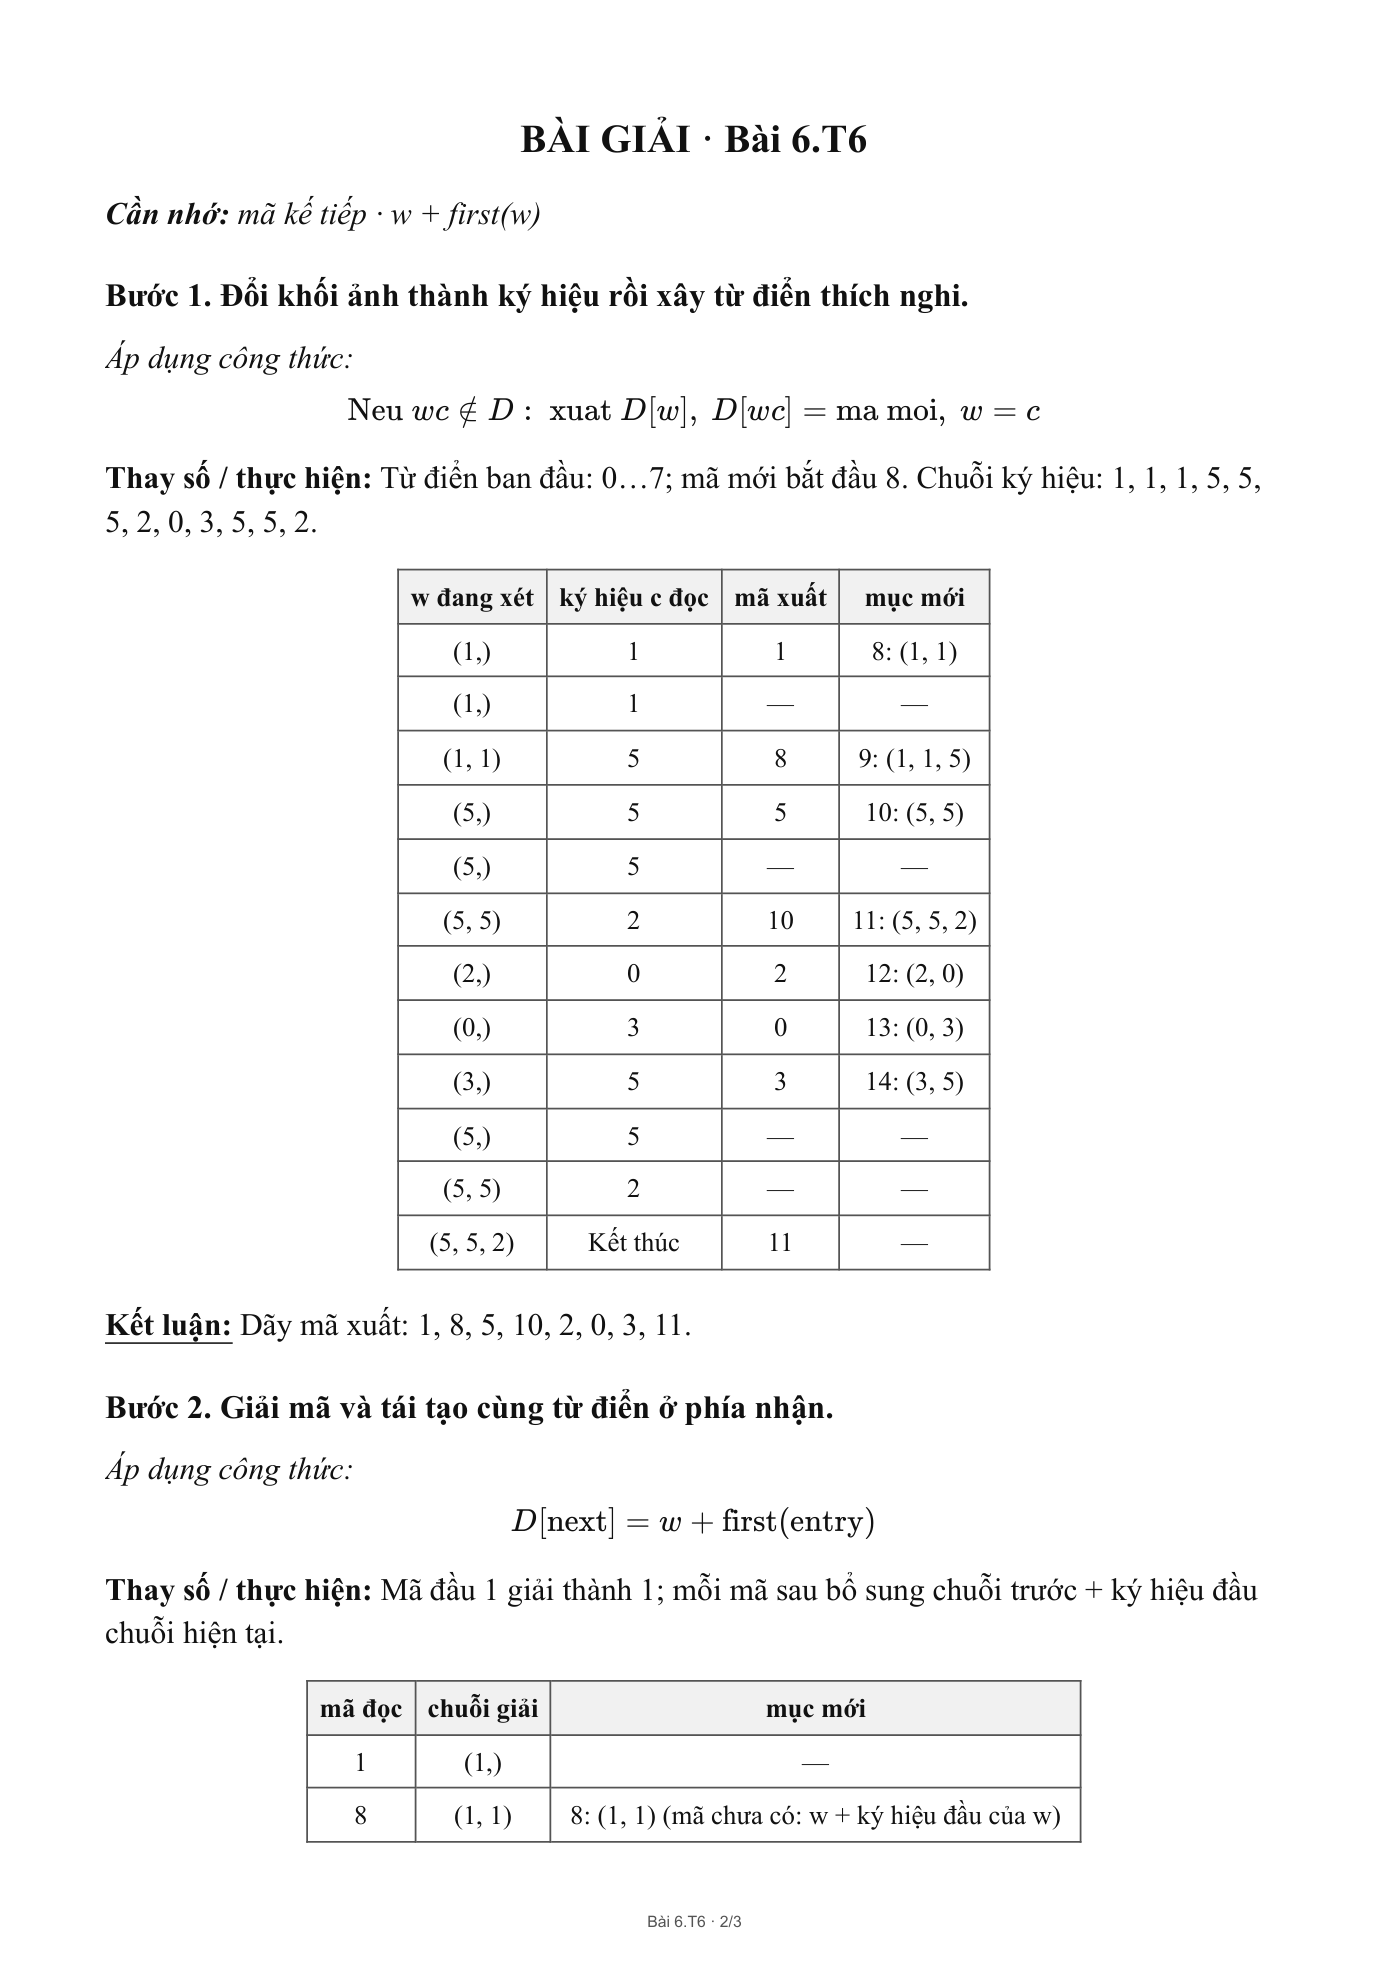 BÀI GIẢI · Bài 6.T6
Cần nhớ: mã kế tiếp · w + first(w)
Bước 1. Đổi khối ảnh thành ký hiệu rồi xây từ điển thích nghi.
Áp dụng công thức:
Neu wc ∉ D : xuat D[w], D[wc] = ma moi, w = c
Thay số / thực hiện: Từ điển ban đầu: 0…7; mã mới bắt đầu 8. Chuỗi ký hiệu: 1, 1, 1, 5, 5,
5, 2, 0, 3, 5, 5, 2.
w đang xét ký hiệu c đọc mã xuất mục mới
(1,) 1 1 8: (1, 1)
(1,) 1 — —
(1, 1) 5 8 9: (1, 1, 5)
(5,) 5 5 10: (5, 5)
(5,) 5 — —
(5, 5) 2 10 11: (5, 5, 2)
(2,) 0 2 12: (2, 0)
(0,) 3 0 13: (0, 3)
(3,) 5 3 14: (3, 5)
(5,) 5 — —
(5, 5) 2 — —
(5, 5, 2) Kết thúc 11 —
Kết luận: Dãy mã xuất: 1, 8, 5, 10, 2, 0, 3, 11.
Bước 2. Giải mã và tái tạo cùng từ điển ở phía nhận.
Áp dụng công thức:
D[next] = w + first(entry)
Thay số / thực hiện: Mã đầu 1 giải thành 1; mỗi mã sau bổ sung chuỗi trước + ký hiệu đầu
chuỗi hiện tại.
mã đọc chuỗi giải mục mới
1 (1,) —
8 (1, 1) 8: (1, 1) (mã chưa có: w + ký hiệu đầu của w)
Bài 6.T6 · 2/3